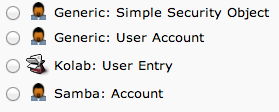 Generic: Simple Security Object
Generic: User Account
Kolab: User Entry
Samba: Account